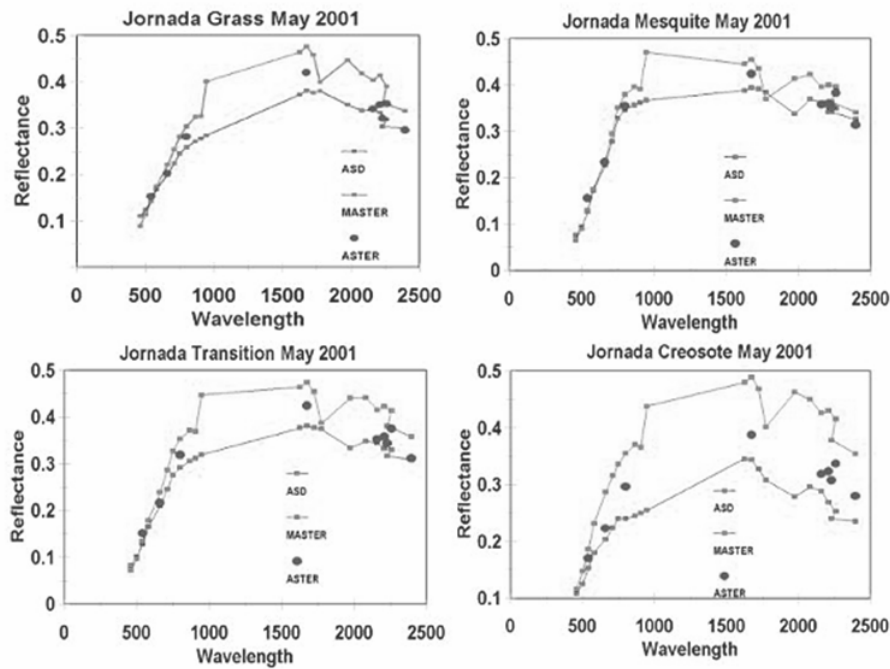 Jornada Grass May 2001
0.5
0.4
0.3
0.2
0.1
Reflectance
ASD
MASTER
ASTER
0 500 1000 1500 2000 2500
Wavelength
Jornada Mesquite May 2001
0.5
0.4
0.3
0.2
0.1
0
Reflectance
ASD
MASTER
ASTER
0 500 1000 1500 2000 2500
Wavelength
Jornada Transition May 2001
0.5
0.4
0.3
0.2
0.1
0
Reflectance
ASD
MASTER
ASTER
0 500 1000 1500 2000 2500
Wavelength
Jornada Creosote May 2001
0.5
0.4
0.3
0.2
0.1
Reflectance
ASD
MASTER
ASTER
0 500 1000 1500 2000 2500
Wavelength